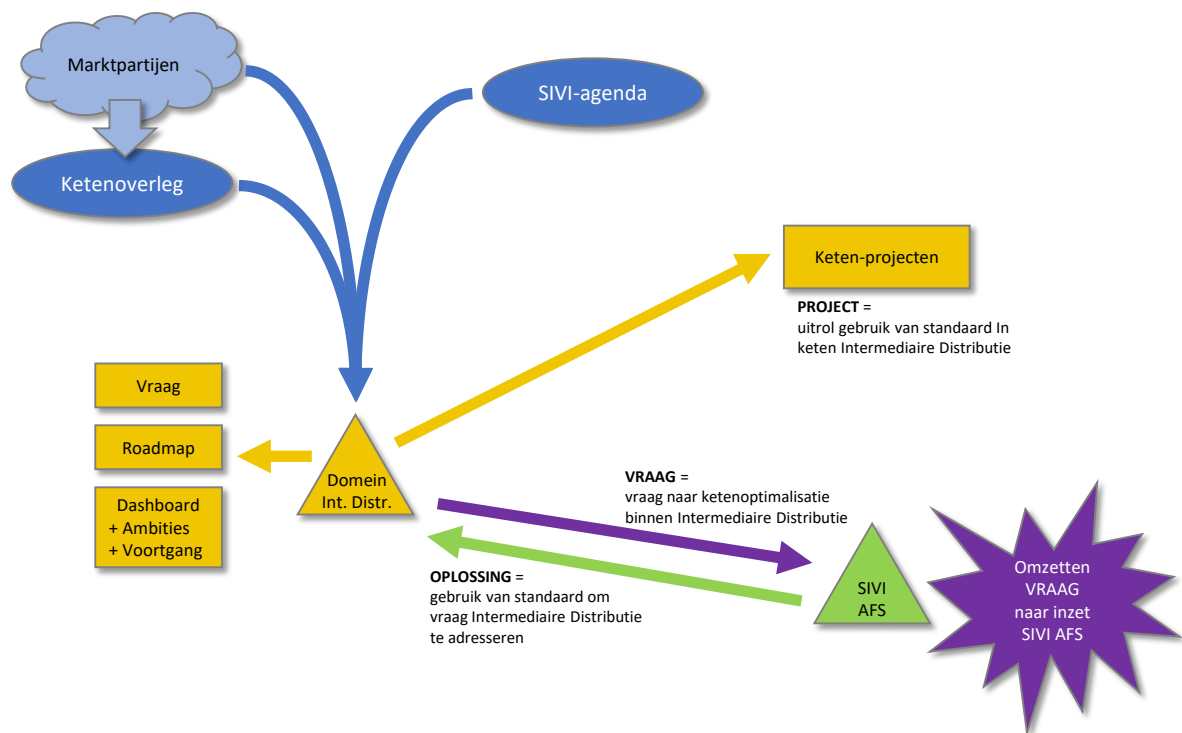 Marktpartijen
SIVI-agenda
Ketenoverleg
Keten-projecten
PROJECT =
uitrol gebruik van standaard In
keten Intermediaire Distributie
Vraag
Roadmap
Dashboard
+ Ambities
+ Voortgang
Domein
Int. Distr.
VRAAG =
vraag naar ketenoptimalisatie
binnen Intermediaire Distributie
OPLOSSING =
gebruik van standaard om
vraag Intermediaire Distributie
te adresseren
SIVI
AFS
Omzetten
VRAAG
naar inzet
SIVI AFS